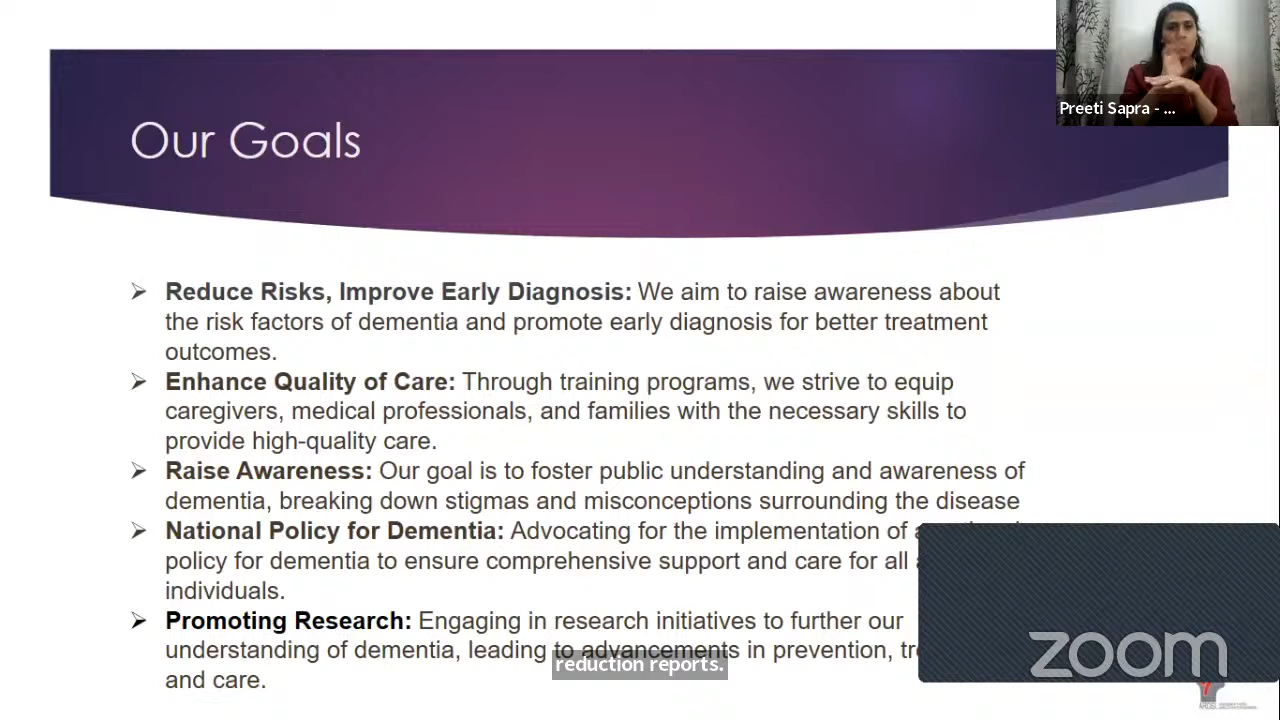 Preeti Sapra - ...
Our Goals
➢ Reduce Risks, Improve Early Diagnosis: We aim to raise awareness about
the risk factors of dementia and promote early diagnosis for better treatment
outcomes.
➢ Enhance Quality of Care: Through training programs, we strive to equip
caregivers, medical professionals, and families with the necessary skills to
provide high-quality care.
➢ Raise Awareness: Our goal is to foster public understanding and awareness of
dementia, breaking down stigmas and misconceptions surrounding the disease
➢ National Policy for Dementia: Advocating for the implementation of
policy for dementia to ensure comprehensive support and care for all
individuals.
➢ Promoting Research: Engaging in research initiatives to further our
understanding of dementia, leading to advancements in prevention,
and care.
reduction reports.
zoom